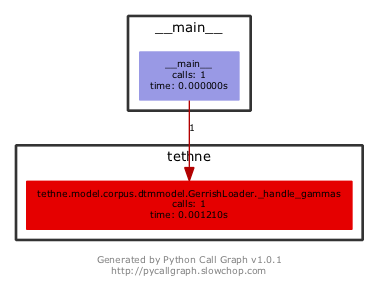 __main__
__main__
calls: 1
time: 0.000000s
1
tethne
tethne.model.corpus.dtmmodel.GerrishLoader._handle_gammas
calls: 1
time: 0.001210s
Generated by Python Call Graph v1.0.1
http://pycallgraph.slowchop.com